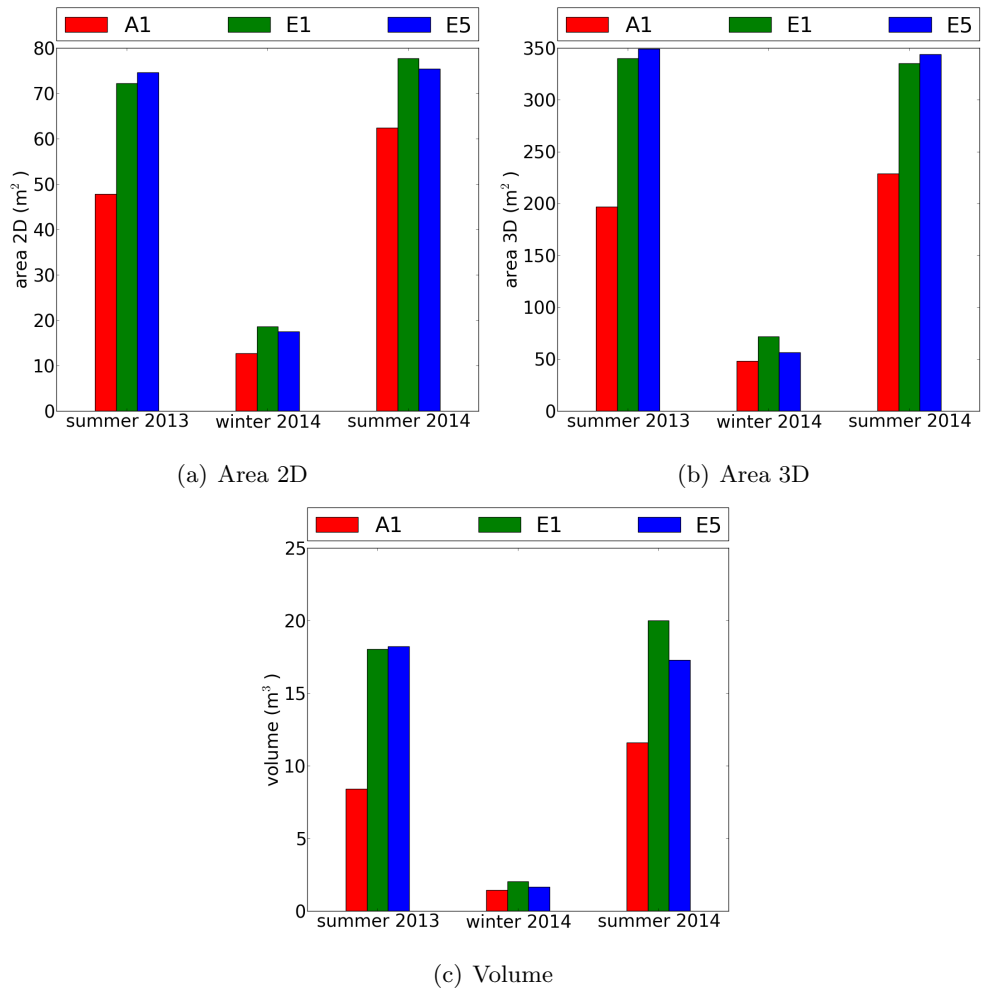 A1 E1 E5
80
70
60
50
40
30
20
10
0
area 2D (m²)
summer 2013 winter 2014 summer 2014
(a) Area 2D
A1 E1 E5
350
300
250
200
150
100
50
0
area 3D (m²)
summer 2013 winter 2014 summer 2014
(b) Area 3D
A1 E1 E5
25
20
15
10
5
0
volume (m³)
summer 2013 winter 2014 summer 2014
(c) Volume